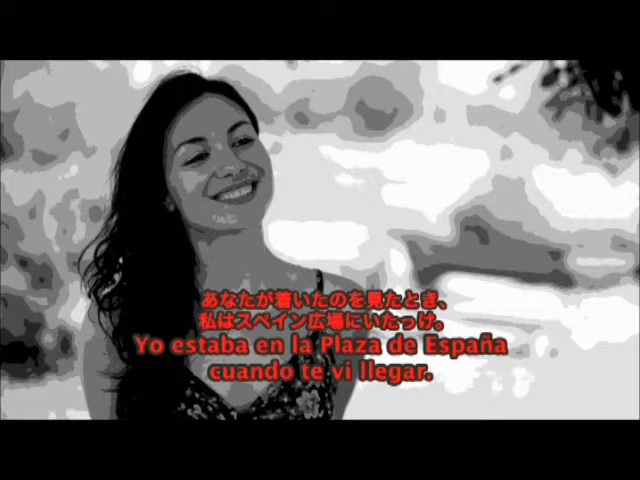 あなたが着いたのを見たとき、
私はスペイン広場にいたっけ。
Yo estaba en la Plaza de España
cuando te vi llegar.